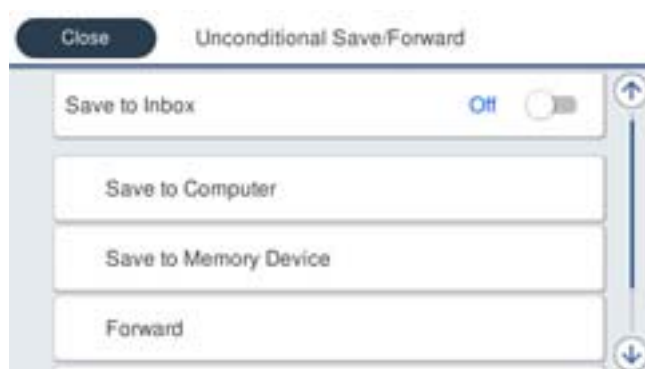 Close
Unconditional Save/Forward
Save to Inbox
Off
Save to Computer
Save to Memory Device
Forward